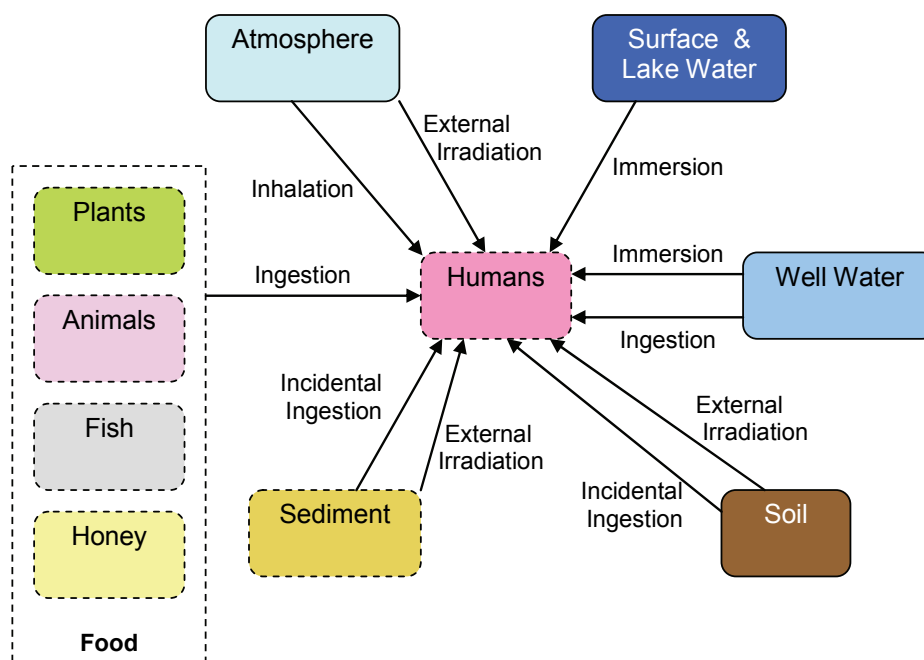 Atmosphere
Surface &
Lake Water
External
Irradiation
Inhalation
Immersion
Plants
Ingestion
Humans
Immersion
Well Water
Animals
Ingestion
Incidental
Ingestion
External
Irradiation
External
Irradiation
Fish
Sediment
Incidental
Ingestion
Soil
Honey
Food